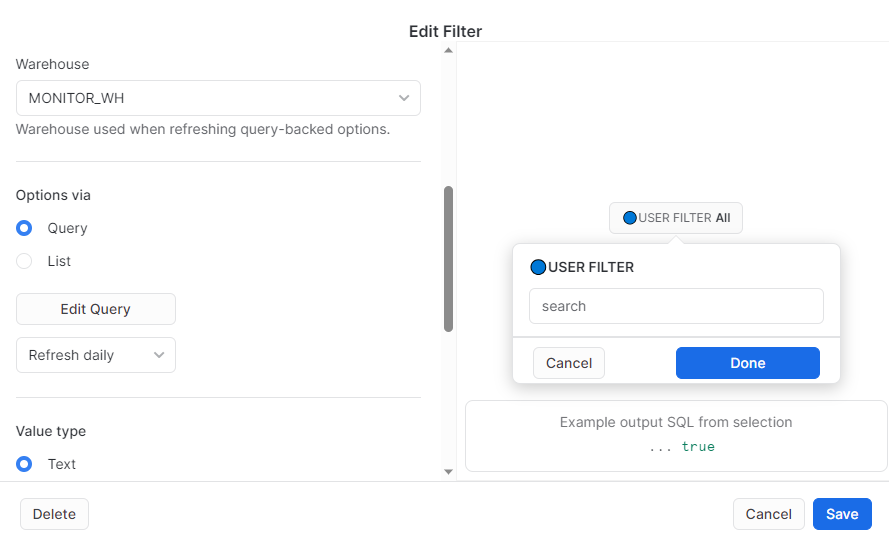 Edit Filter
Warehouse
MONITOR_WH
Warehouse used when refreshing query-backed options.
Options via
Query
List
Edit Query
Refresh daily
Value type
Text
USER FILTER All
USER FILTER
search
Cancel
Done
Example output SQL from selection
... true
Delete
Cancel
Save